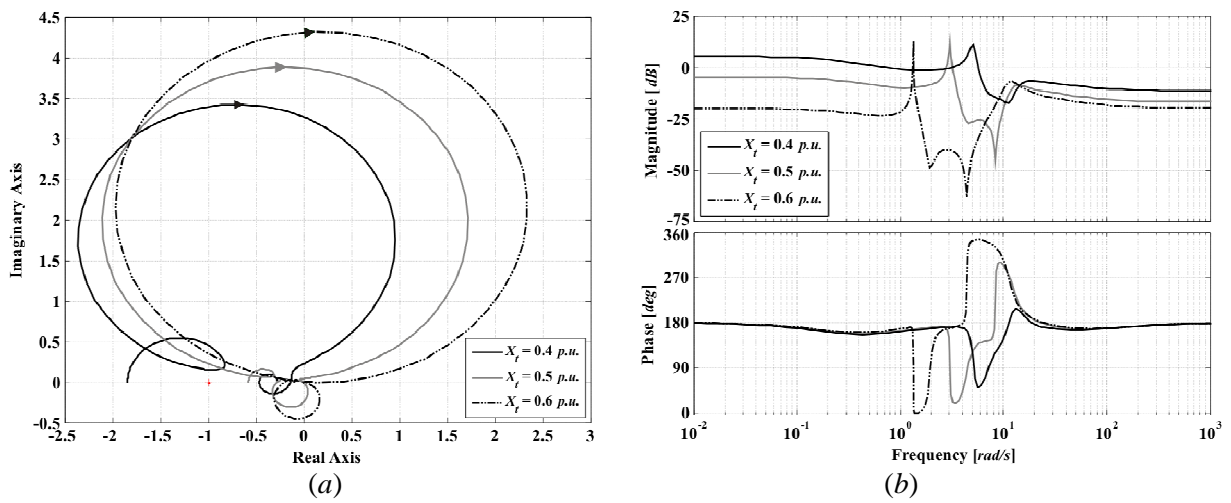 4.5
4
3.5
3
2.5
2
1.5
1
0.5
0
-0.5
Imaginary Axis
-2.5 -2 -1.5 -1 -0.5 0 0.5 1 1.5 2 2.5 3
Real Axis
X_t = 0.4 p.u.
X_t = 0.5 p.u.
X_t = 0.6 p.u.
(a)
25
0
-25
-50
-75
Magnitude [ dB]
X_t = 0.4 p.u.
X_t = 0.5 p.u.
X_t = 0.6 p.u.
360
270
180
90
0
Phase [deg]
10^-2 10^-1 10^0 10^1 10^2 10^3
Frequency [rad/s]
(b)